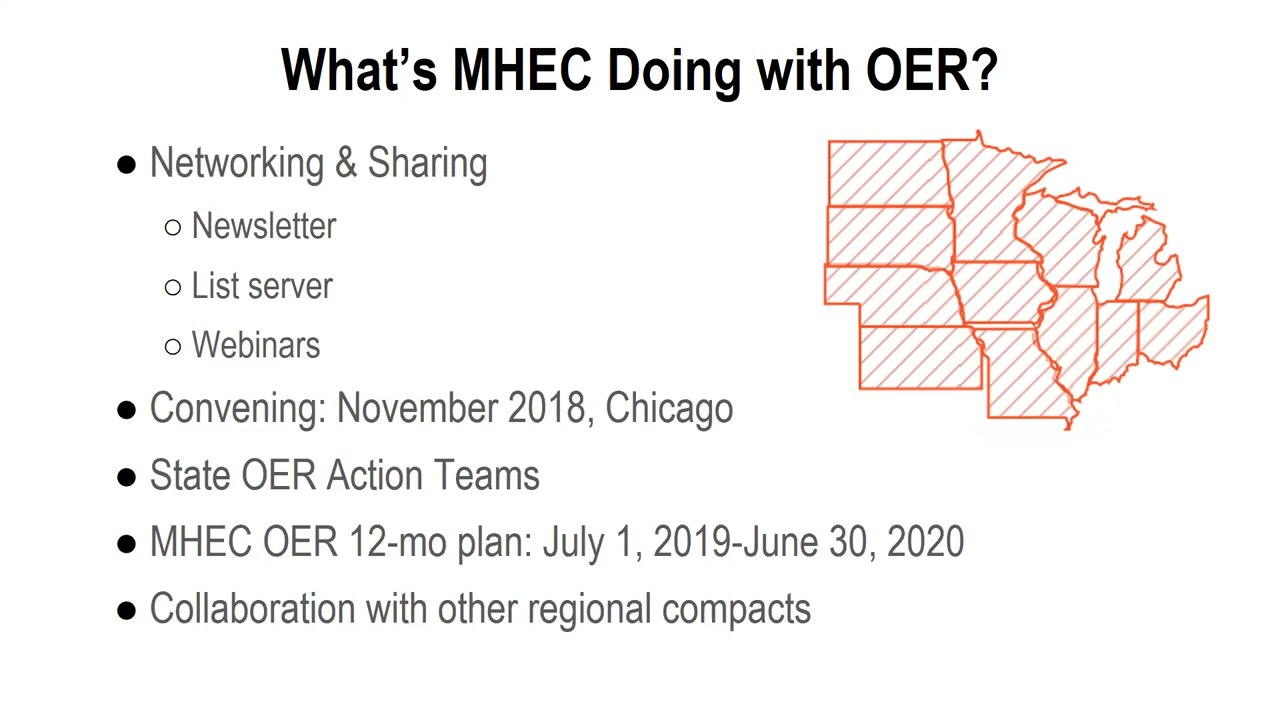 What's MHEC Doing with OER?
● Networking & Sharing
○ Newsletter
○ List server
○ Webinars
● Convening: November 2018, Chicago
● State OER Action Teams
● MHEC OER 12-mo plan: July 1, 2019-June 30, 2020
● Collaboration with other regional compacts